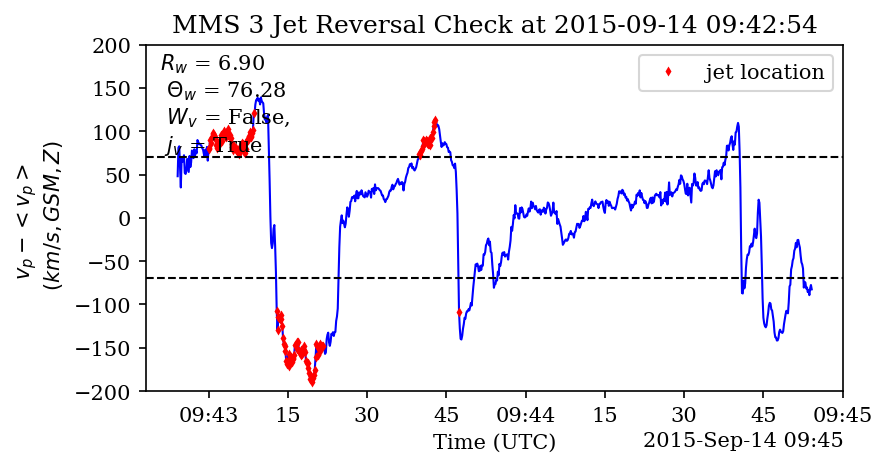 MMS 3 Jet Reversal Check at 2015-09-14 09:42:54
R_w = 6.90
Θ_w = 76.28
W_v = False,
j_v = True
jet location
200
150
100
50
0
−50
−100
−150
−200
v_p − < v_p >
(km/s, GSM, Z)
09:43 15 30 45 09:44 15 30 45 09:45
Time (UTC)
2015-Sep-14 09:45